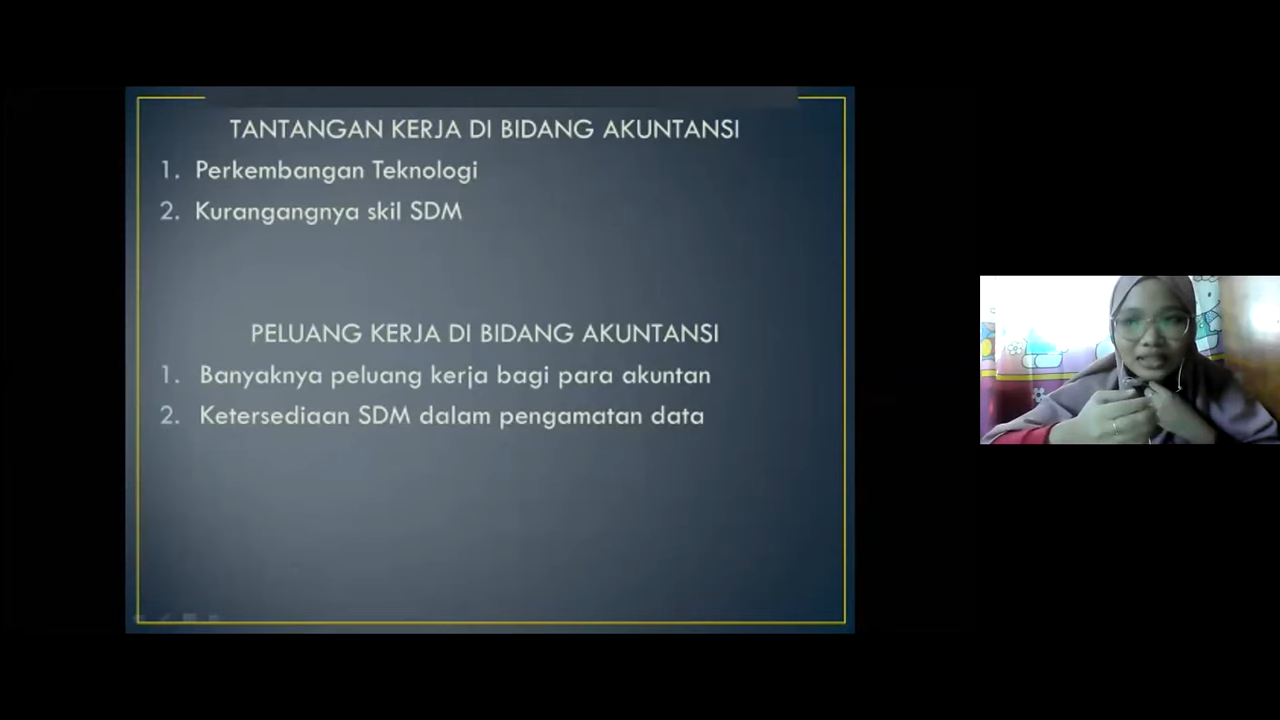 TANTANGAN KERJA DI BIDANG AKUNTANSI
1. Perkembangan Teknologi
2. Kurangangnya skil SDM
PELUANG KERJA DI BIDANG AKUNTANSI
1. Banyaknya peluang kerja bagi para akuntan
2. Ketersediaan SDM dalam pengamatan data